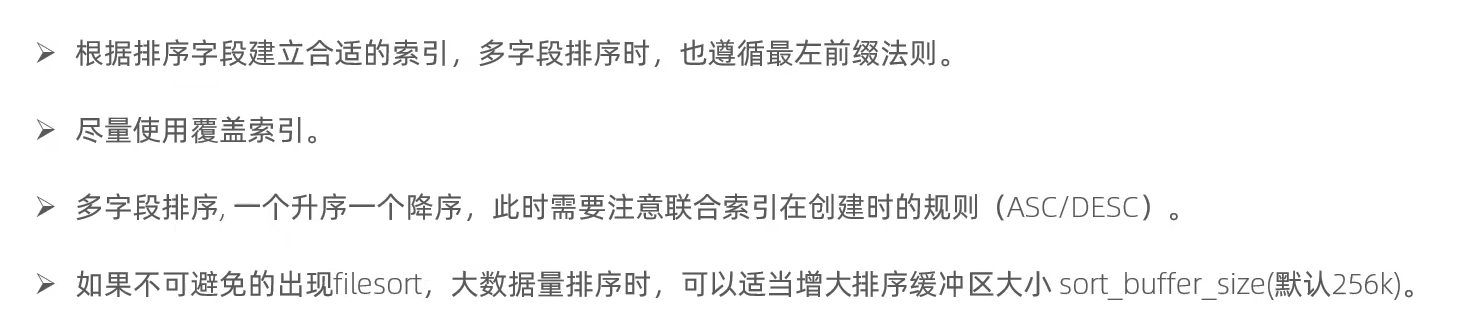 ➢ 根据排序字段建立合适的索引，多字段排序时，也遵循最左前缀法则。
➢ 尽量使用覆盖索引。
➢ 多字段排序, 一个升序一个降序，此时需要注意联合索引在创建时的规则（ASC/DESC）。
➢ 如果不可避免的出现filesort，大数据量排序时，可以适当增大排序缓冲区大小 sort_buffer_size(默认256k)。